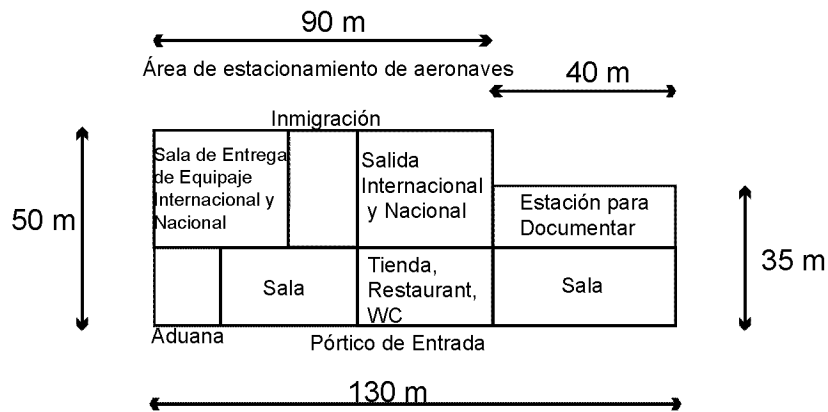 90 m
Área de estacionamiento de aeronaves
40 m
Inmigración
Sala de Entrega
de Equipaje
Internacional y
Nacional
Salida
Internacional
y Nacional
Estación para
Documentar
50 m
35 m
Sala
Tienda,
Restaurant,
WC
Sala
Aduana
Pórtico de Entrada
130 m